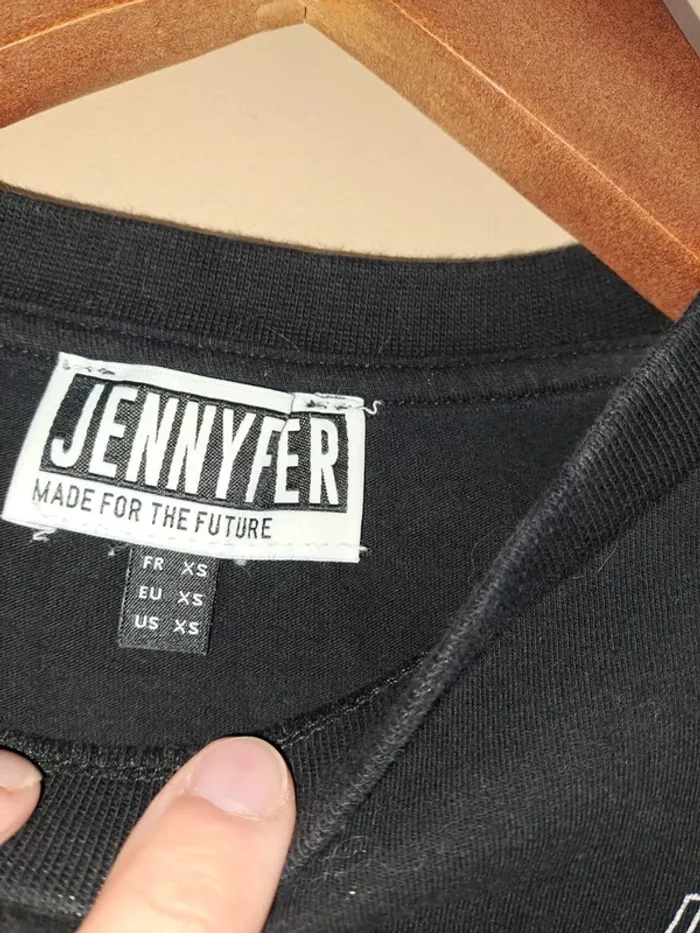 JENNYFER
MADE FOR THE FUTURE
FR XS
EU XS
US XS